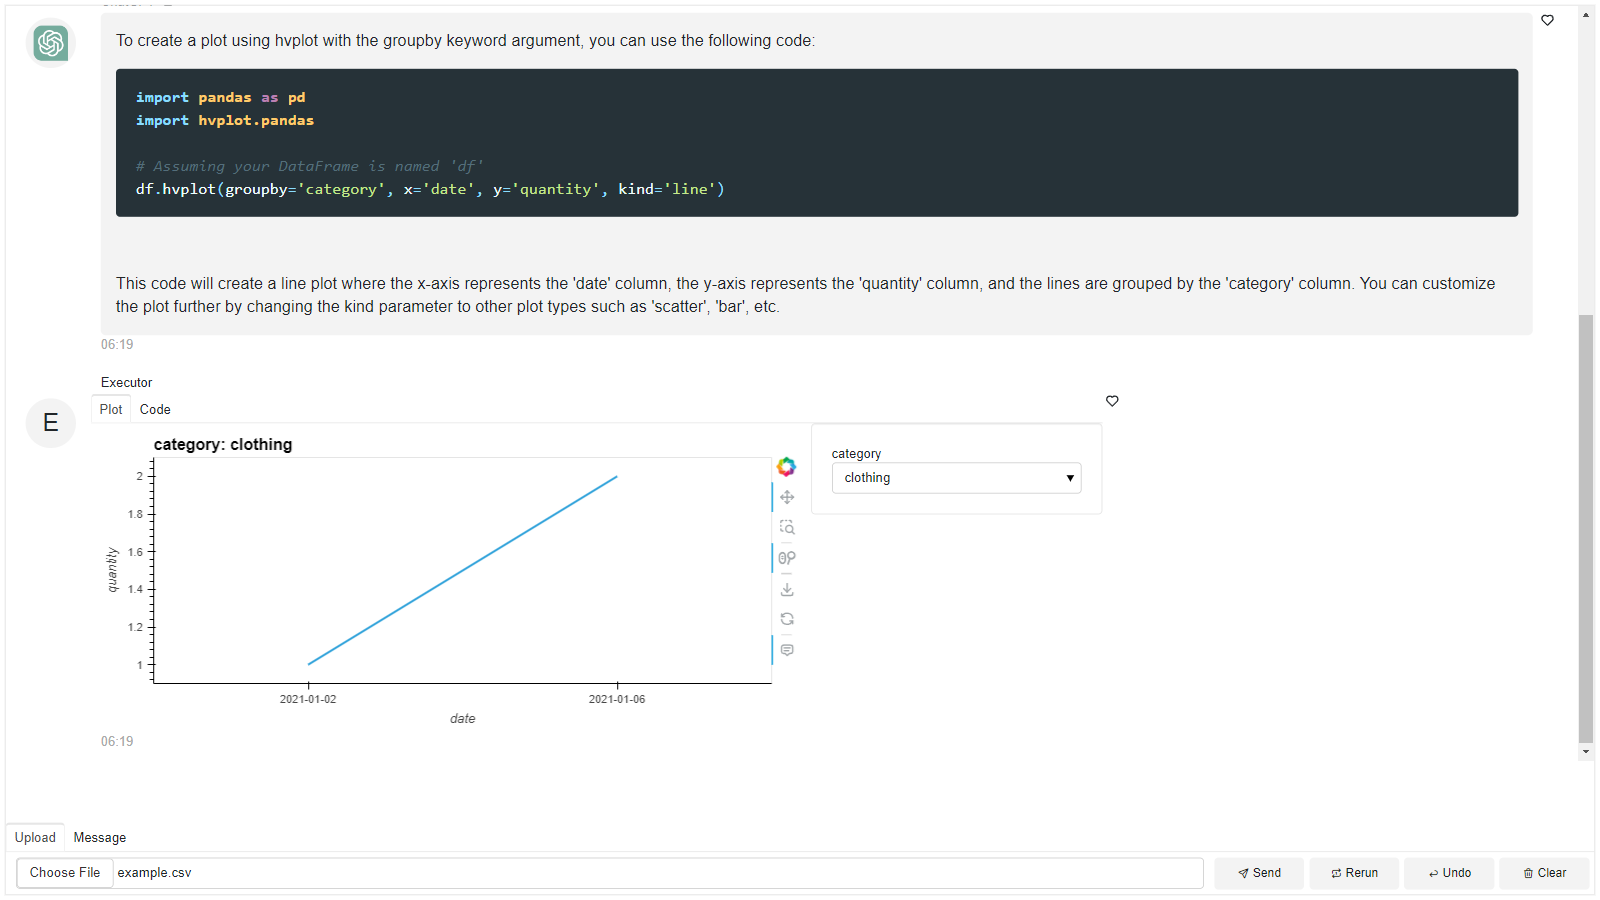 To create a plot using hvplot with the groupby keyword argument, you can use the following code:
import pandas as pd
import hvplot.pandas
# Assuming your DataFrame is named 'df'
df.hvplot(groupby='category', x='date', y='quantity', kind='line')
This code will create a line plot where the x-axis represents the 'date' column, the y-axis represents the 'quantity' column, and the lines are grouped by the 'category' column. You can customize
the plot further by changing the kind parameter to other plot types such as 'scatter', 'bar', etc.
06:19
Executor
E
Plot Code
category: clothing
category
clothing
2
1.8
1.6
1.4
1.2
1
quantity
2021-01-02 2021-01-06
date
06:19
Upload Message
Choose File example.csv Send Rerun Undo Clear